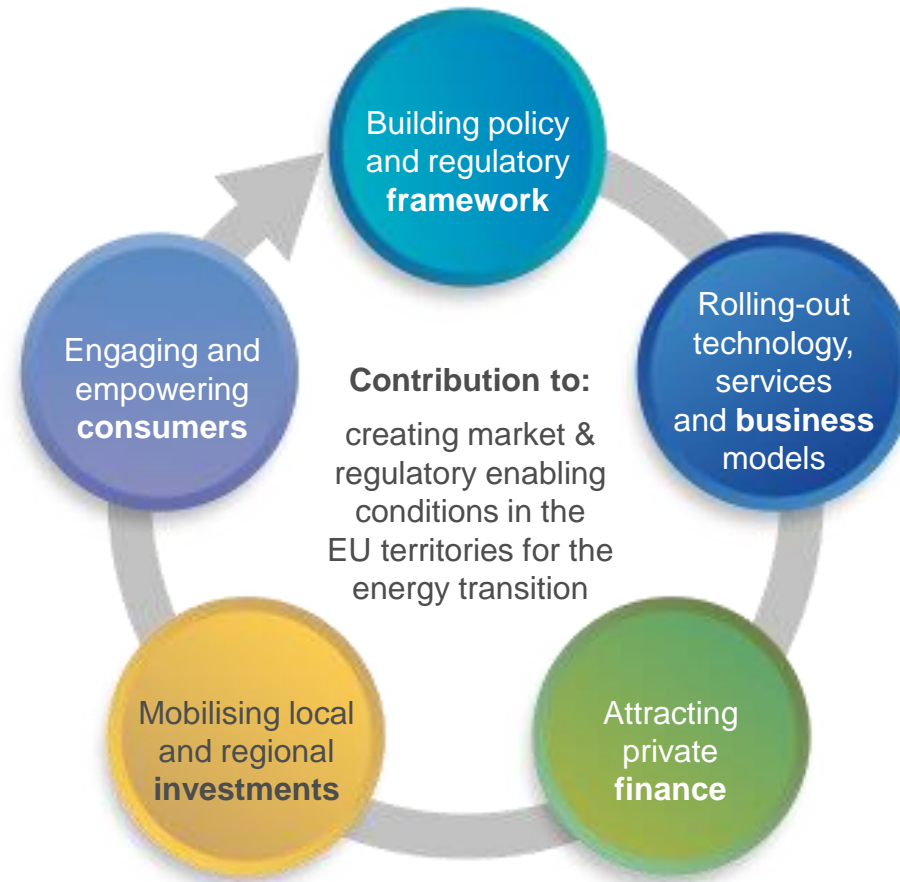 Building policy
and regulatory
framework
Rolling-out
technology,
services
and business
models
Attracting
private
finance
Mobilising local
and regional
investments
Engaging and
empowering
consumers
Contribution to:
creating market &
regulatory enabling
conditions in the
EU territories for the
energy transition